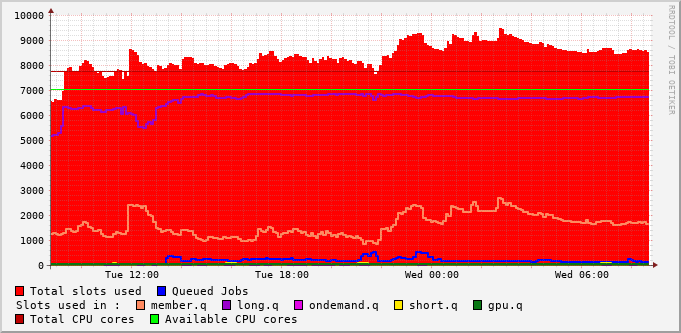 RRDTOOL / TOBI OETIKER
10000
9000
8000
7000
6000
5000
4000
3000
2000
1000
0
Tue 12:00 Tue 18:00 Wed 00:00 Wed 06:00
Total slots used Queued Jobs
Slots used in : member.q long.q ondemand.q short.q gpu.q
Total CPU cores Available CPU cores